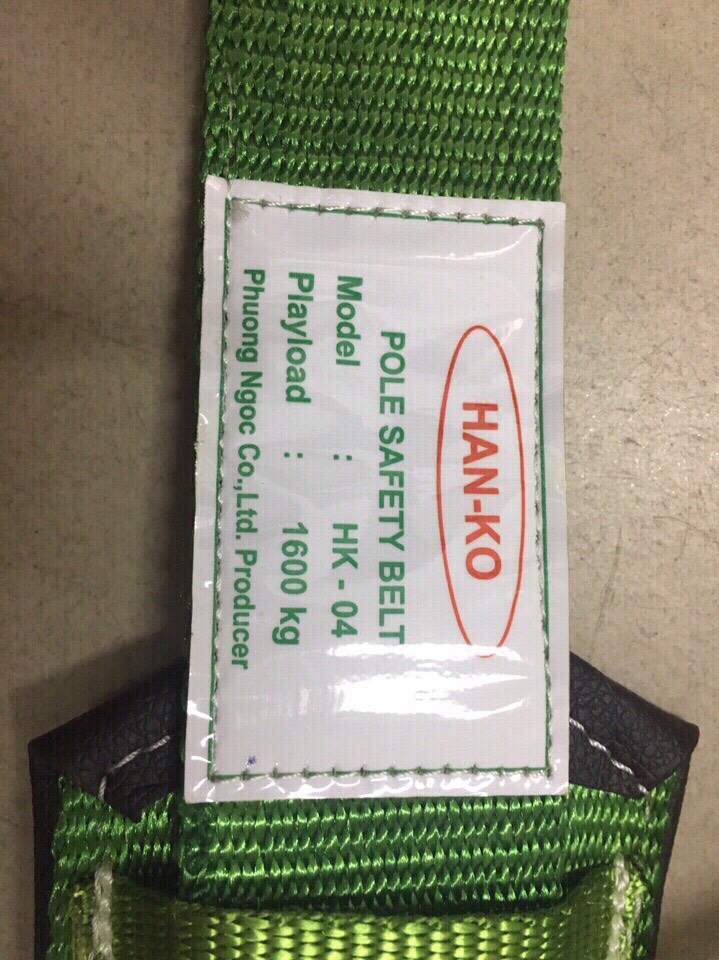 HAN-KO
POLE SAFETY BELT
Model : HK - 04
Playload : 1600 kg
Phuong Ngoc Co.,Ltd. Producer